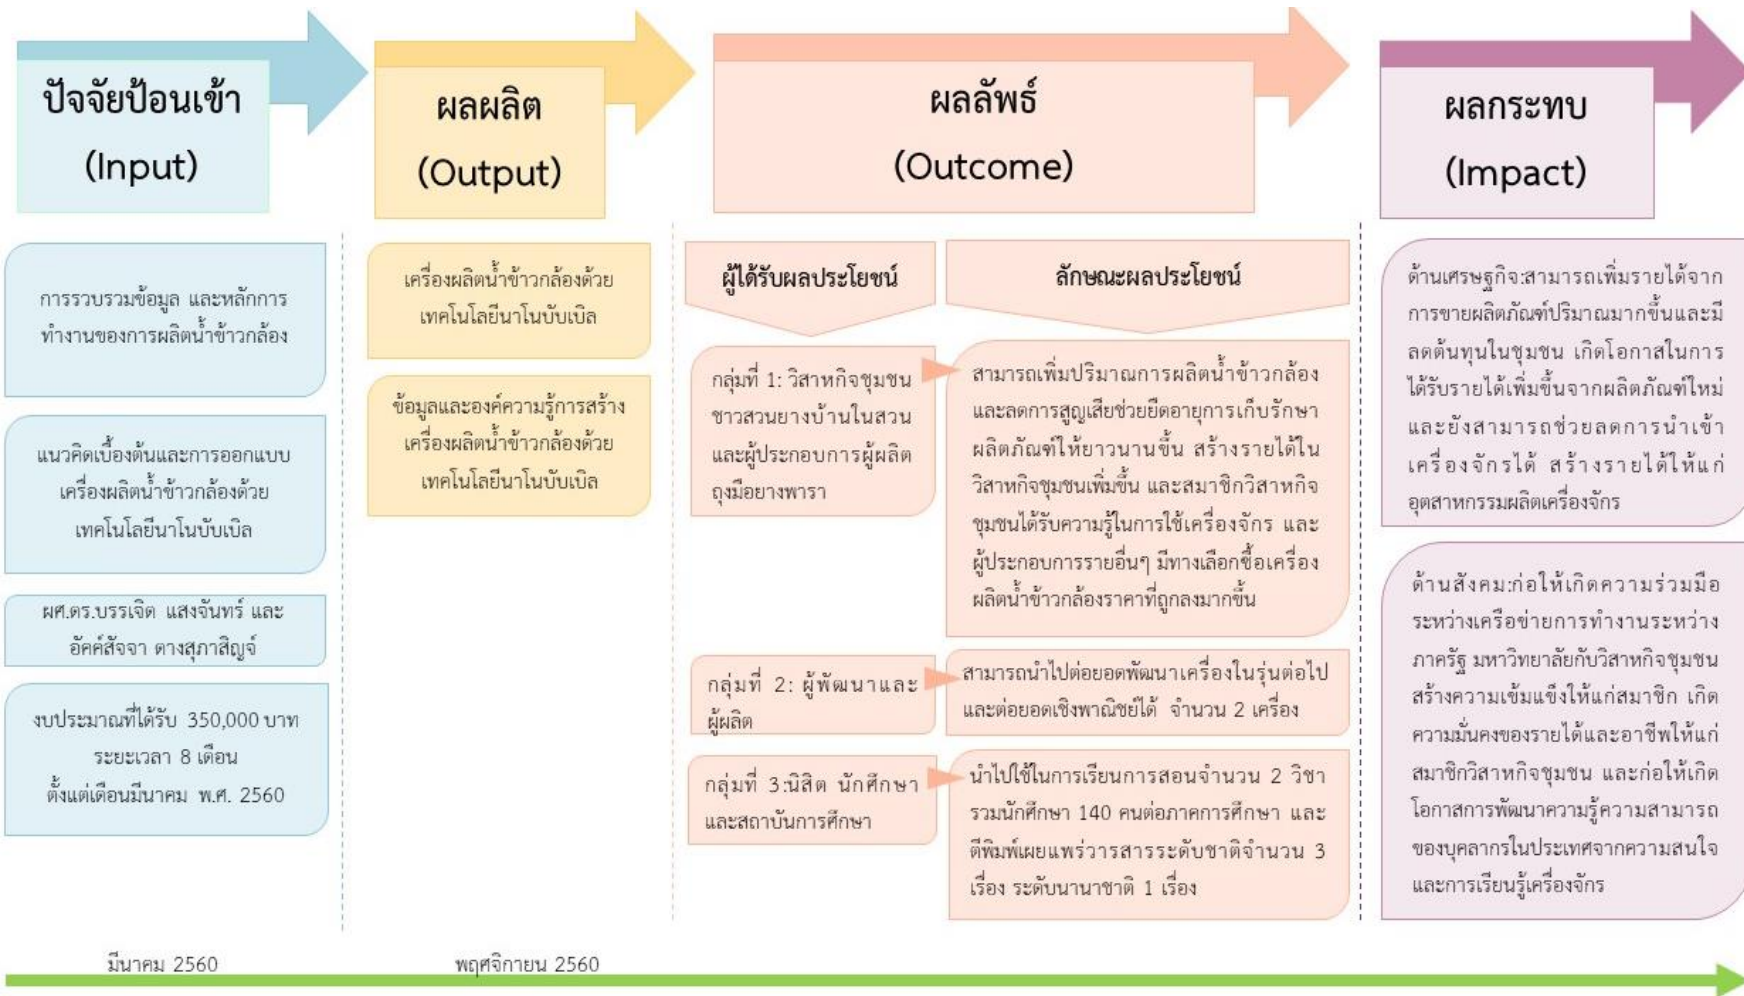 ปัจจัยป้อนเข้า
(Input)
การรวบรวมข้อมูล และหลักการ
ทำงานของการผลิตน้ำข้าวกล้อง
แนวคิดเบื้องต้นและการออกแบบ
เครื่องผลิตน้ำข้าวกล้องด้วย
เทคโนโลยีนาโนบับเบิล
ผศ.ดร.บรรเจิด แสงจันทร์ และ
อัคค์สัจจา ดางสุภาสิญจ์
งบประมาณที่ได้รับ 350,000 บาท
ระยะเวลา 8 เดือน
ตั้งแต่เดือนมีนาคม พ.ศ. 2560
ผลผลิต
(Output)
เครื่องผลิตน้ำข้าวกล้องด้วย
เทคโนโลยีนาโนบับเบิล
ข้อมูลและองค์ความรู้การสร้าง
เครื่องผลิตน้ำข้าวกล้องด้วย
เทคโนโลยีนาโนบับเบิล
ผลลัพธ์
(Outcome)
ผู้ได้รับผลประโยชน์
ลักษณะผลประโยชน์
กลุ่มที่ 1: วิสาหกิจชุมชน
ชาวสวนยางบ้านในสวน
และผู้ประกอบการผู้ผลิต
ถุงมือยางพารา
สามารถเพิ่มปริมาณการผลิตน้ำข้าวกล้อง
และลดการสูญเสียช่วยยืดอายุการเก็บรักษา
ผลิตภัณฑ์ให้ยาวนานขึ้น สร้างรายได้ใน
วิสาหกิจชุมชนเพิ่มขึ้น และสมาชิกวิสาหกิจ
ชุมชนได้รับความรู้ในการใช้เครื่องจักร และ
ผู้ประกอบการรายอื่นๆ มีทางเลือกซื้อเครื่อง
ผลิตน้ำข้าวกล้องราคาที่ถูกลงมากขึ้น
กลุ่มที่ 2: ผู้พัฒนาและ
ผู้ผลิต
สามารถนำไปต่อยอดพัฒนาเครื่องในรุ่นต่อไป
และต่อยอดเชิงพาณิชย์ได้ จำนวน 2 เครื่อง
กลุ่มที่ 3:นิสิต นักศึกษา
และสถาบันการศึกษา
นำไปใช้ในการเรียนการสอนจำนวน 2 วิชา
รวมนักศึกษา 140 คนต่อภาคการศึกษา และ
ตีพิมพ์เผยแพร่วารสารระดับชาติจำนวน 3
เรื่อง ระดับนานาชาติ 1 เรื่อง
ผลกระทบ
(Impact)
ด้านเศรษฐกิจ:สามารถเพิ่มรายได้จาก
การขายผลิตภัณฑ์ปริมาณมากขึ้นและมี
ลดต้นทุนในชุมชน เกิดโอกาสในการ
ได้รับรายได้เพิ่มขึ้นจากผลิตภัณฑ์ใหม่
และยังสามารถช่วยลดการนำเข้า
เครื่องจักรได้ สร้างรายได้ให้แก่
อุตสาหกรรมผลิตเครื่องจักร
ด้านสังคม:ก่อให้เกิดความร่วมมือ
ระหว่างเครือข่ายการทำงานระหว่าง
ภาครัฐ มหาวิทยาลัยกับวิสาหกิจชุมชน
สร้างความเข้มแข็งให้แก่สมาชิก เกิด
ความมั่นคงของรายได้และอาชีพให้แก่
สมาชิกวิสาหกิจชุมชน และก่อให้เกิด
โอกาสการพัฒนาความรู้ความสามารถ
ของบุคลากรในประเทศจากความสนใจ
และการเรียนรู้เครื่องจักร
มีนาคม 2560
พฤศจิกายน 2560